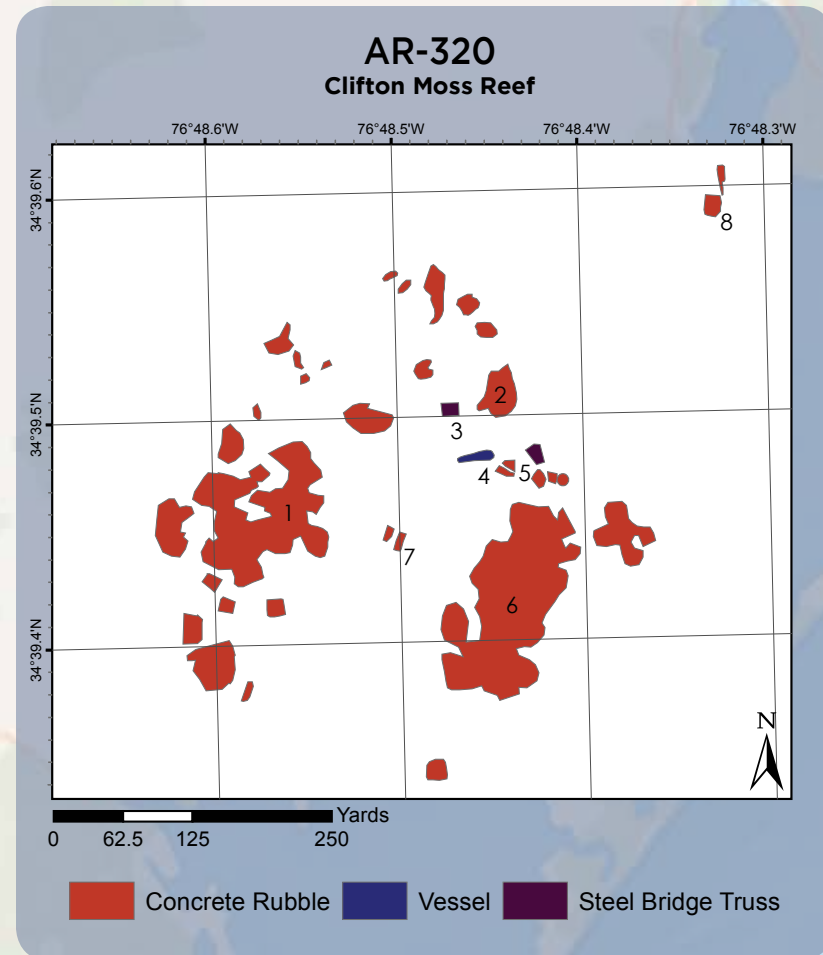 AR-320
Clifton Moss Reef
76°48.6'W 76°48.5'W 76°48.4'W 76°48.3'W
34°39.6'N
8
2
34°39.5'N
3
4 5
1
7
6
34°39.4'N
N
Yards
0 62.5 125 250
Concrete Rubble Vessel Steel Bridge Truss